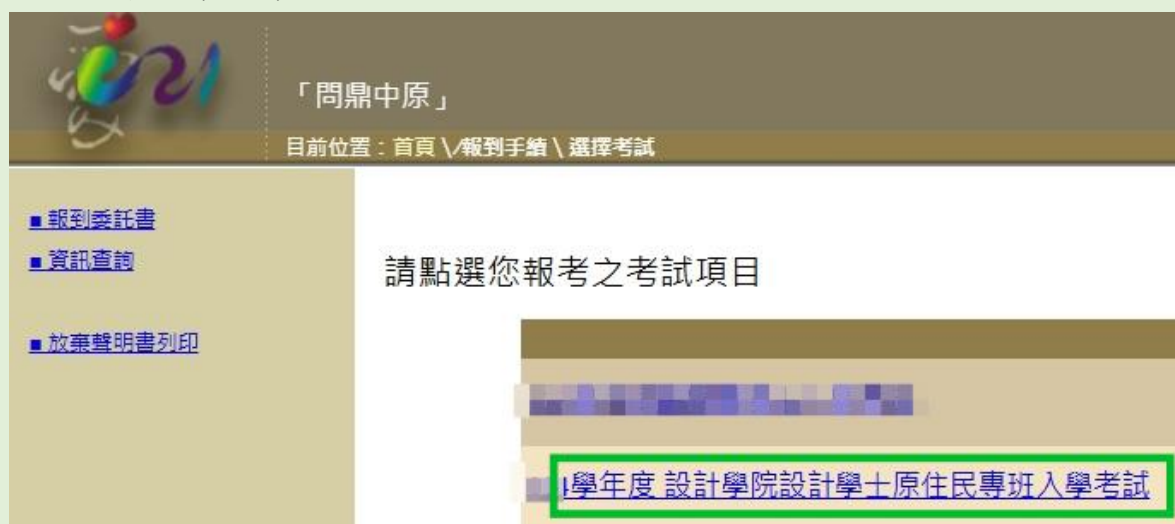 「問鼎中原」
目前位置：首頁 \ /報到手續 \ 選擇考試
■ 報到委託書
■ 資訊查詢
■ 放棄聲明書列印
請點選您報考之考試項目
學年度 設計學院設計學士原住民專班入學考試